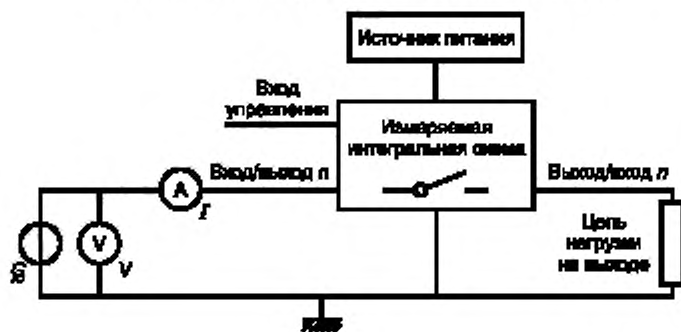 Источник питания
Вход
управления
Измеряемая
интегральная схема
Вход/выход n
Выход/вход n
A
I
V
V
Цепь
нагрузки
на выходе